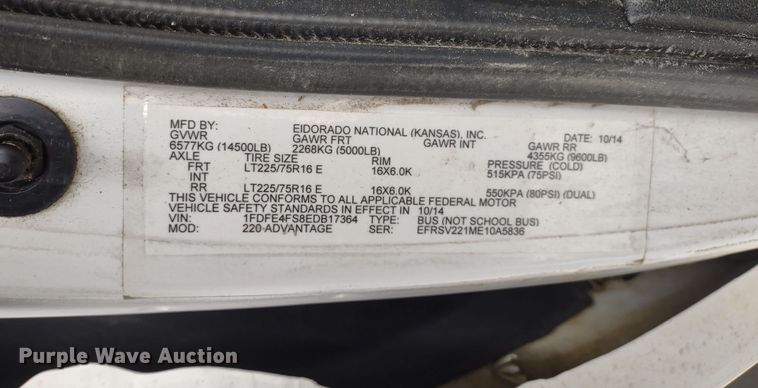 MFD BY: EIDORADO NATIONAL (KANSAS), INC. DATE: 10/14
GVWR GAWR FRT GAWR INT GAWR RR
6577KG (14500LB) 2268KG (5000LB) 4355KG (9600LB)
AXLE TIRE SIZE RIM PRESSURE (COLD)
FRT LT225/75R16 E 16X6.0K 515KPA (75PSI)
INT
RR LT225/75R16 E 16X6.0K 550KPA (80PSI) (DUAL)
THIS VEHICLE CONFORMS TO ALL APPLICABLE FEDERAL MOTOR
VEHICLE SAFETY STANDARDS IN EFFECT IN 10/14
VIN: 1FDFE4FS8EDB17364 TYPE: BUS (NOT SCHOOL BUS)
MOD: 220 ADVANTAGE SER: EFRSV221ME10A5836
Purple Wave Auction